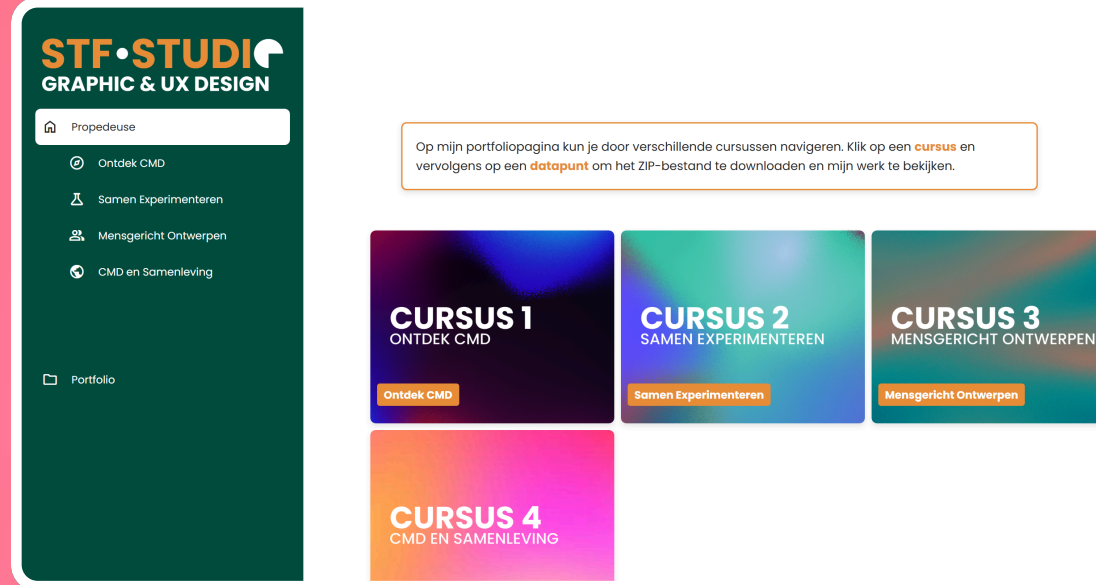 STF•STUDIO
GRAPHIC & UX DESIGN
Propedeuse
Ontdek CMD
Samen Experimenteren
Mensgericht Ontwerpen
CMD en Samenleving
Portfolio
Op mijn portfoliopagina kun je door verschillende cursussen navigeren. Klik op een cursus en
vervolgens op een datapunt om het ZIP-bestand te downloaden en mijn werk te bekijken.
CURSUS 1
ONTDEK CMD
Ontdek CMD
CURSUS 2
SAMEN EXPERIMENTEREN
Samen Experimenteren
CURSUS 3
MENSGERICHT ONTWERPEN
Mensgericht Ontwerpen
CURSUS 4
CMD EN SAMENLEVING